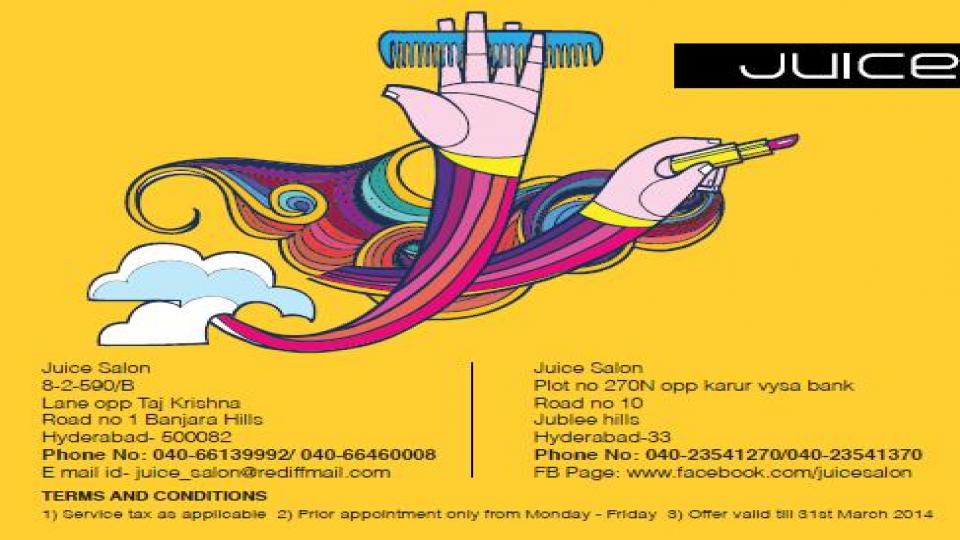 JUICE
Juice Salon
8-2-590/B
Lane opp Taj Krishna
Road no 1 Banjara Hills
Hyderabad- 500082
Phone No: 040-66139992/ 040-66460008
E mail id- juice_salon@rediffmail.com
Juice Salon
Plot no 270N opp karur vysa bank
Road no 10
Jublee hills
Hyderabad-33
Phone No: 040-23541270/040-23541370
FB Page: www.facebook.com/juicesalon
TERMS AND CONDITIONS
1) Service tax as applicable 2) Prior appointment only from Monday - Friday 3) Offer valid till 31st March 2014